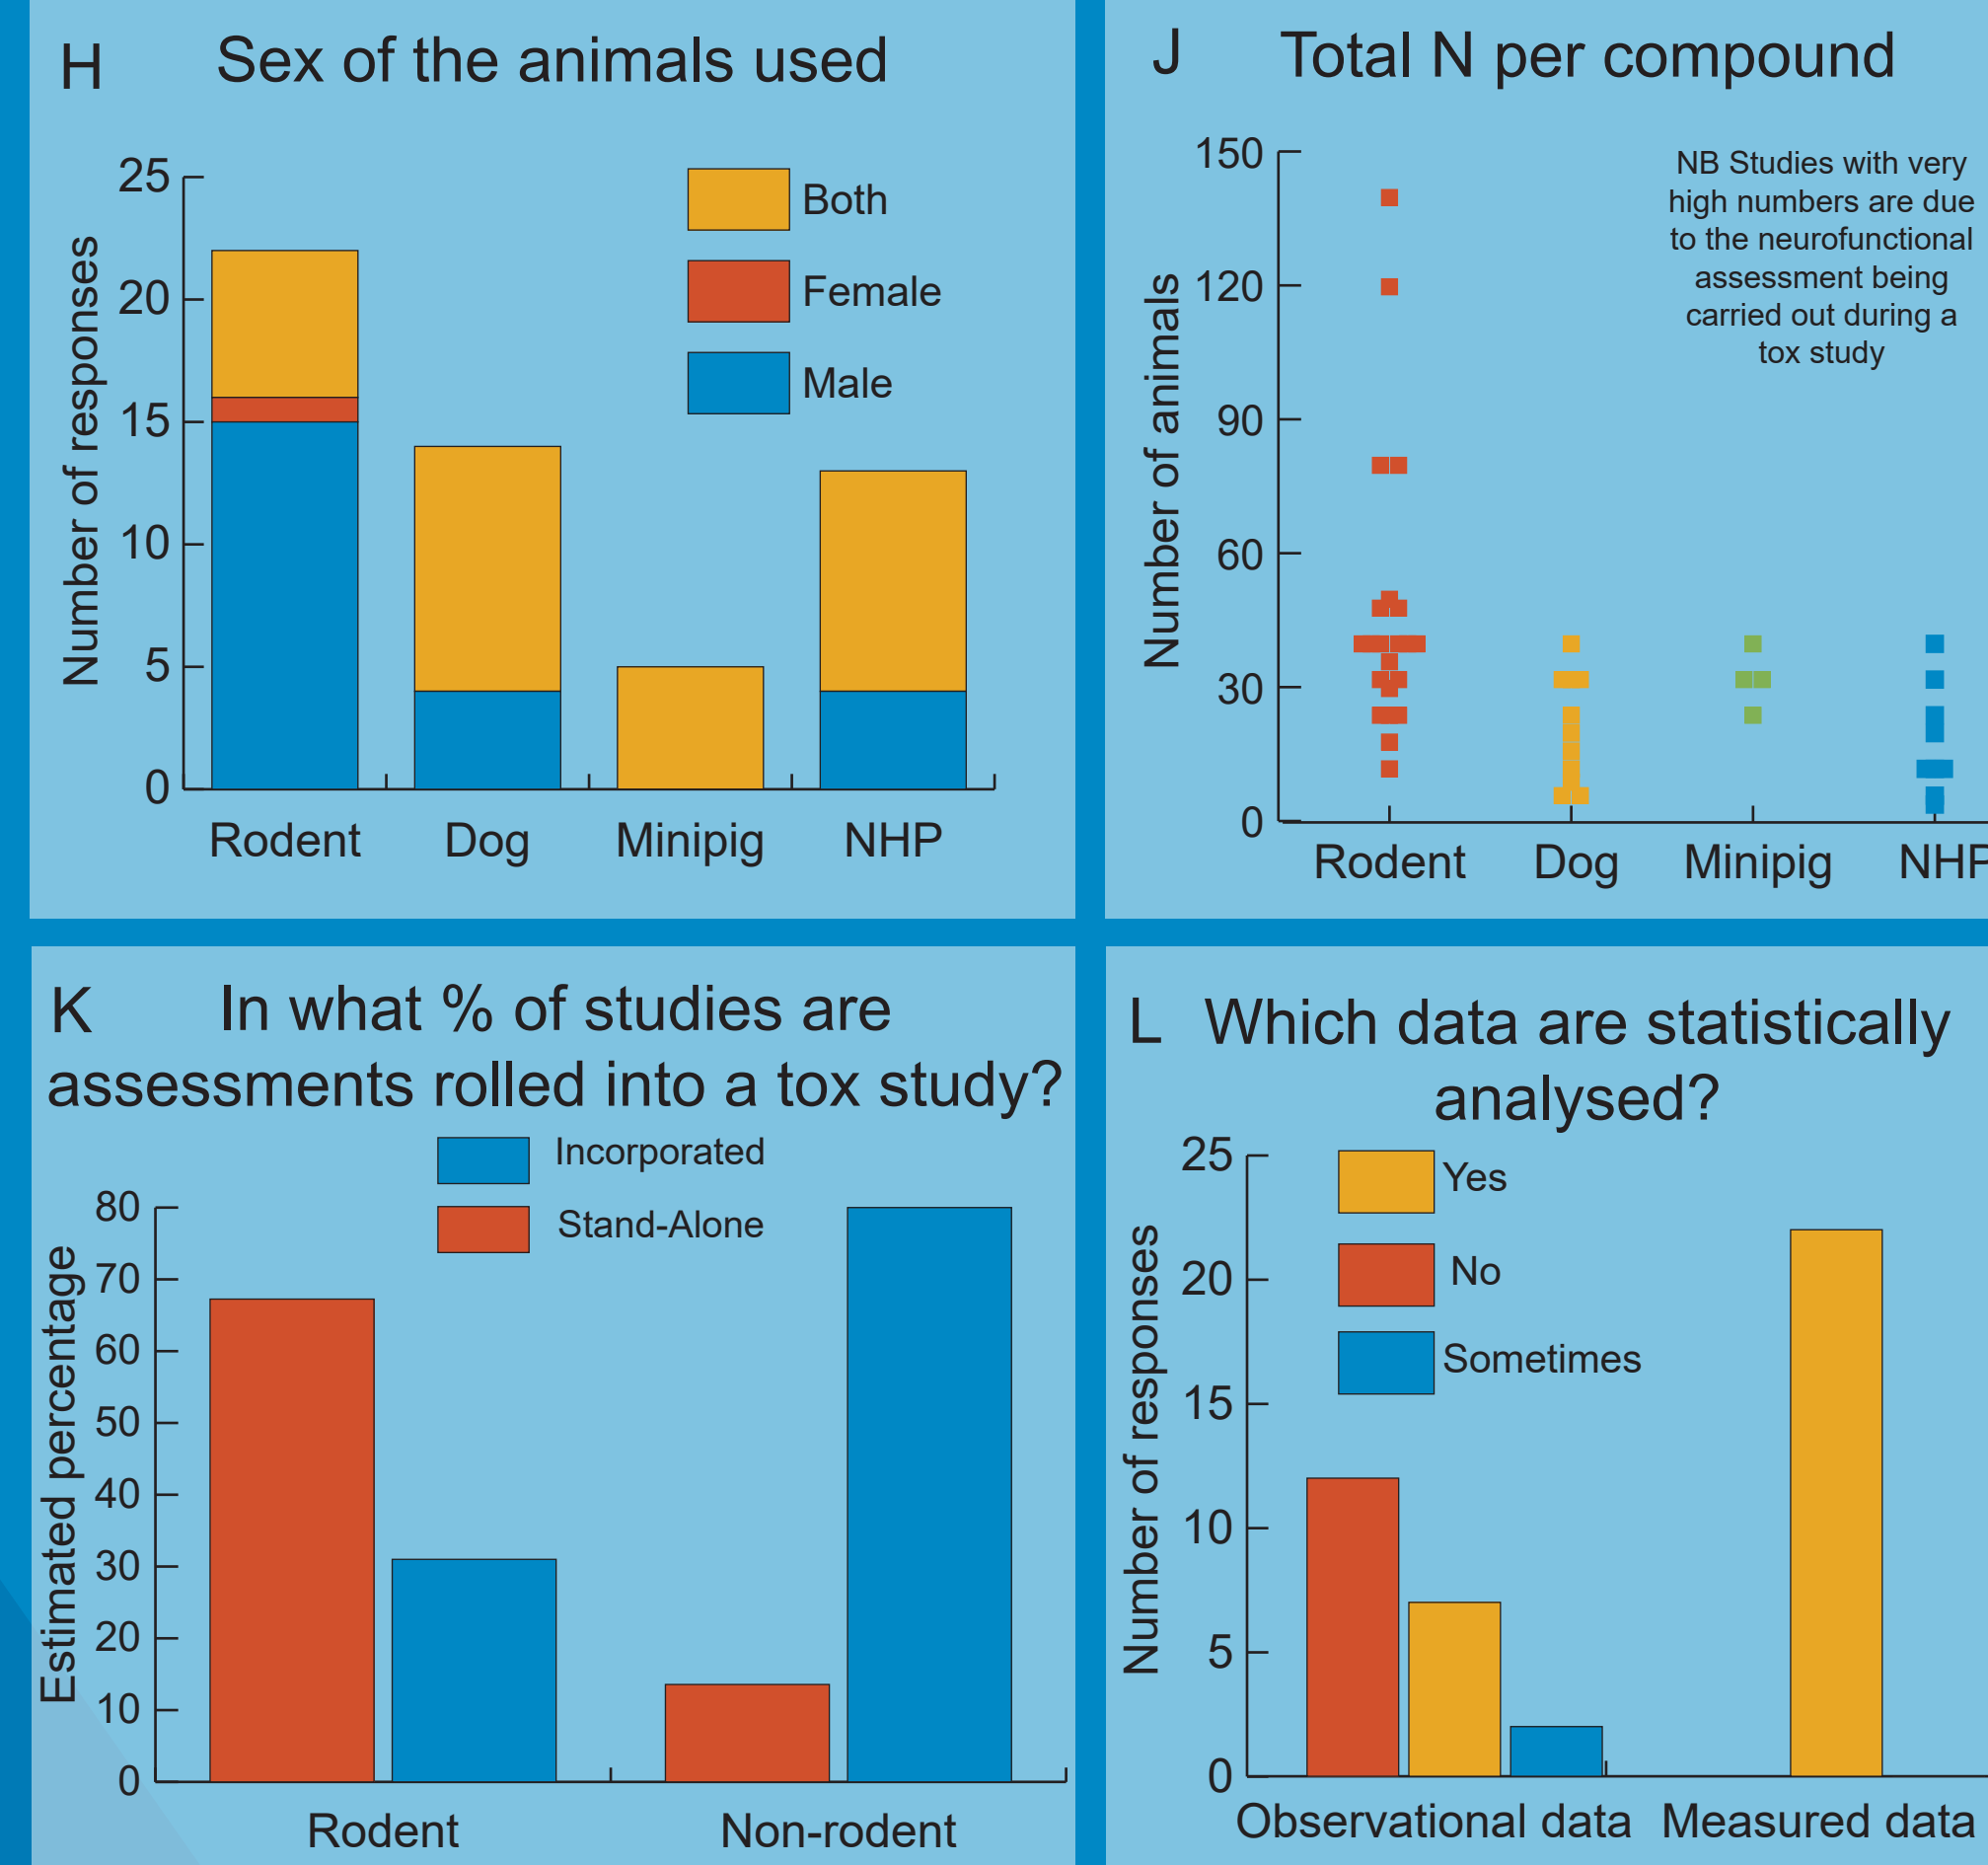 H Sex of the animals used
25
20
15
10
5
0
Number of responses
Both
Female
Male
Rodent Dog Minipig NHP
J Total N per compound
150
120
90
60
30
0
Number of animals
NB Studies with very
high numbers are due
to the neurofunctional
assessment being
carried out during a
tox study
Rodent Dog Minipig NHP
K In what % of studies are
assessments rolled into a tox study?
Incorporated
Stand-Alone
80
70
60
50
40
30
20
10
0
Estimated percentage
Rodent Non-rodent
L Which data are statistically
analysed?
25
20
15
10
5
0
Number of responses
Yes
No
Sometimes
Observational data Measured data